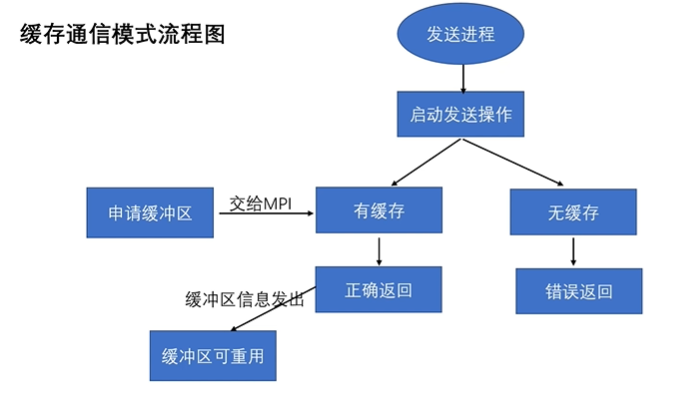 缓存通信模式流程图
发送进程
启动发送操作
申请缓冲区
交给MPI
有缓存
无缓存
正确返回
错误返回
缓冲区信息发出
缓冲区可重用